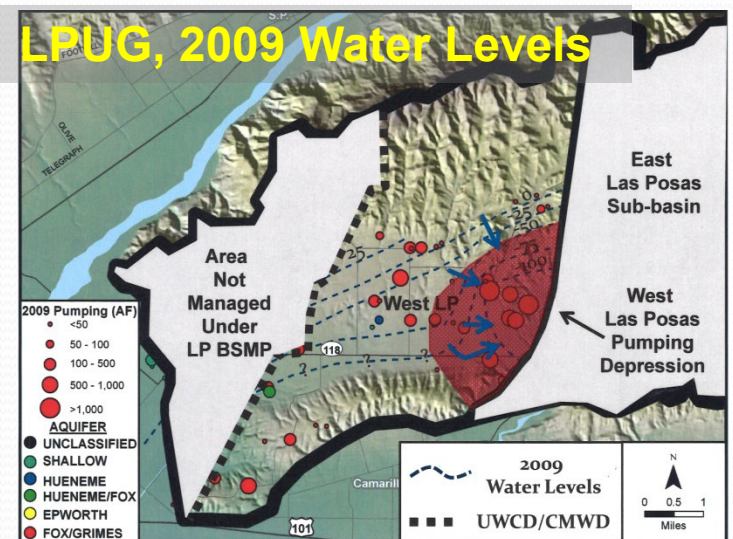 LPUG, 2009 Water Levels
S.P.
FOOT
OLIVE
TELEGRAPH
East
Las Posas
Sub-basin
0
25
50
75
100
25
Area
Not
Managed
Under
LP BSMP
West LP
West
Las Posas
Pumping
Depression
118
?
?
?
2009 Pumping (AF)
<50
50 - 100
100 - 500
500 - 1,000
>1,000
AQUIFER
UNCLASSIFIED
SHALLOW
HUENEME
HUENEME/FOX
EPWORTH
FOX/GRIMES
Camarill
101
2009
Water Levels
UWCD/CMWD
N
0 0.5 1
Miles